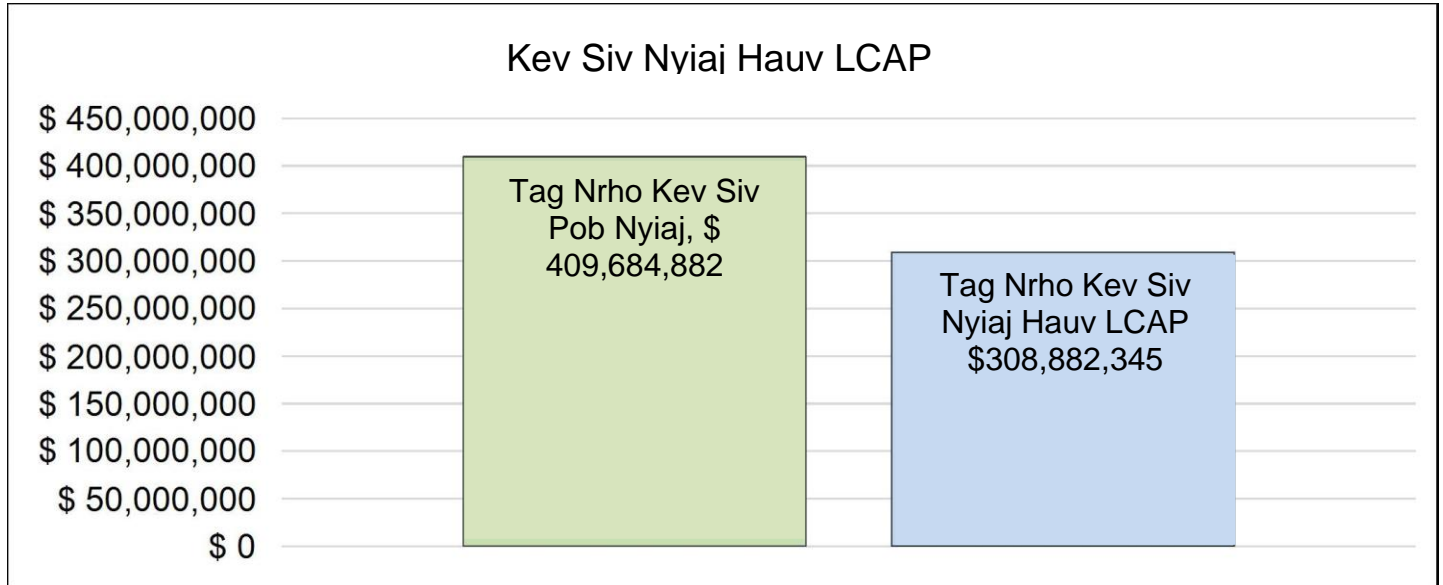 Kev Siv Nyiaj Hauv LCAP
$ 450,000,000
$ 400,000,000
$ 350,000,000
$ 300,000,000
$ 250,000,000
$ 200,000,000
$ 150,000,000
$ 100,000,000
$ 50,000,000
$ 0
Tag Nrho Kev Siv
Pob Nyiaj, $
409,684,882
Tag Nrho Kev Siv
Nyiaj Hauv LCAP
$308,882,345